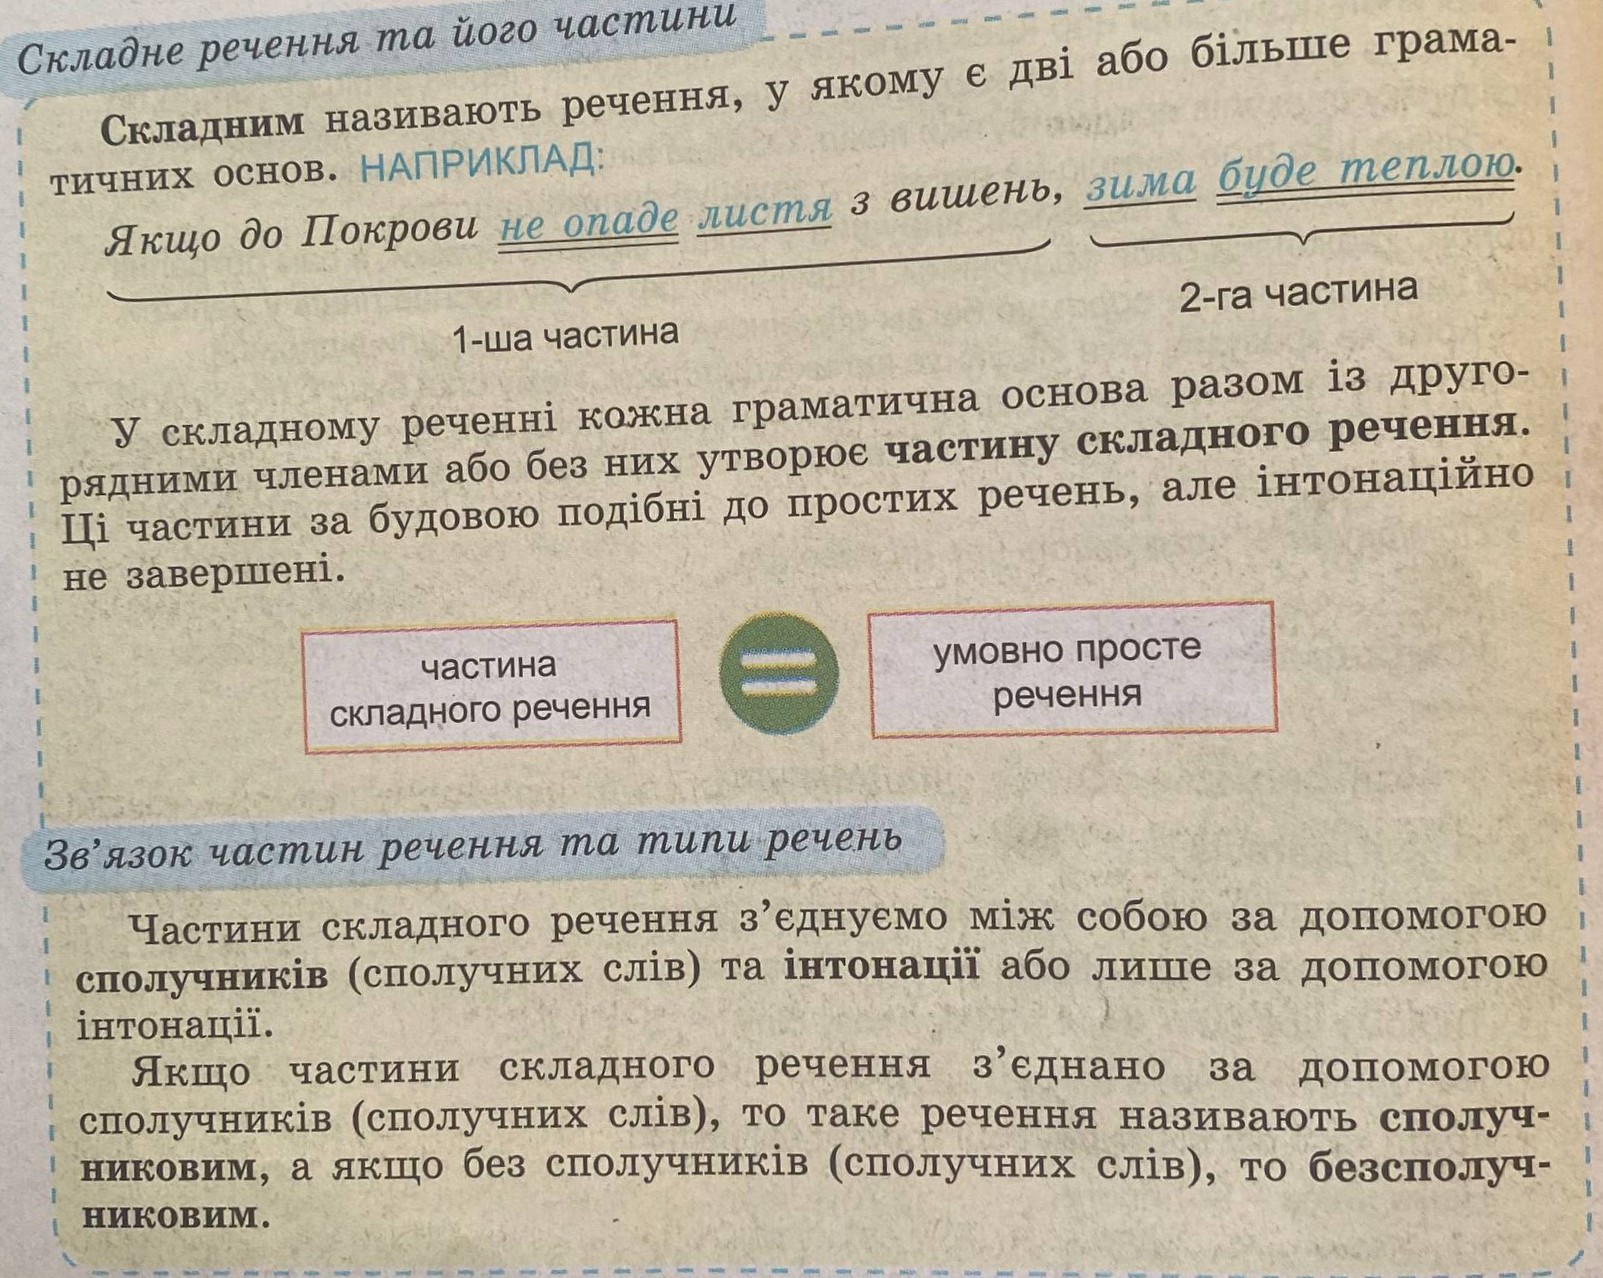 Складне речення та його частини
Складним називають речення, у якому є дві або більше грама-
тичних основ. НАПРИКЛАД:
Якщо до Покрови не опаде листя з вишень, зима буде теплою.
1-ша частина
2-га частина
У складному реченні кожна граматична основа разом із друго-
рядними членами або без них утворює частину складного речення.
Ці частини за будовою подібні до простих речень, але інтонаційно
не завершені.
частина
складного речення
умовно просте
речення
Зв’язок частин речення та типи речень
Частини складного речення з’єднуємо між собою за допомогою
сполучників (сполучних слів) та інтонації або лише за допомогою
інтонації.
Якщо частини складного речення з’єднано за допомогою
сполучників (сполучних слів), то таке речення називають сполуч-
никовим, а якщо без сполучників (сполучних слів), то безсполуч-
никовим.